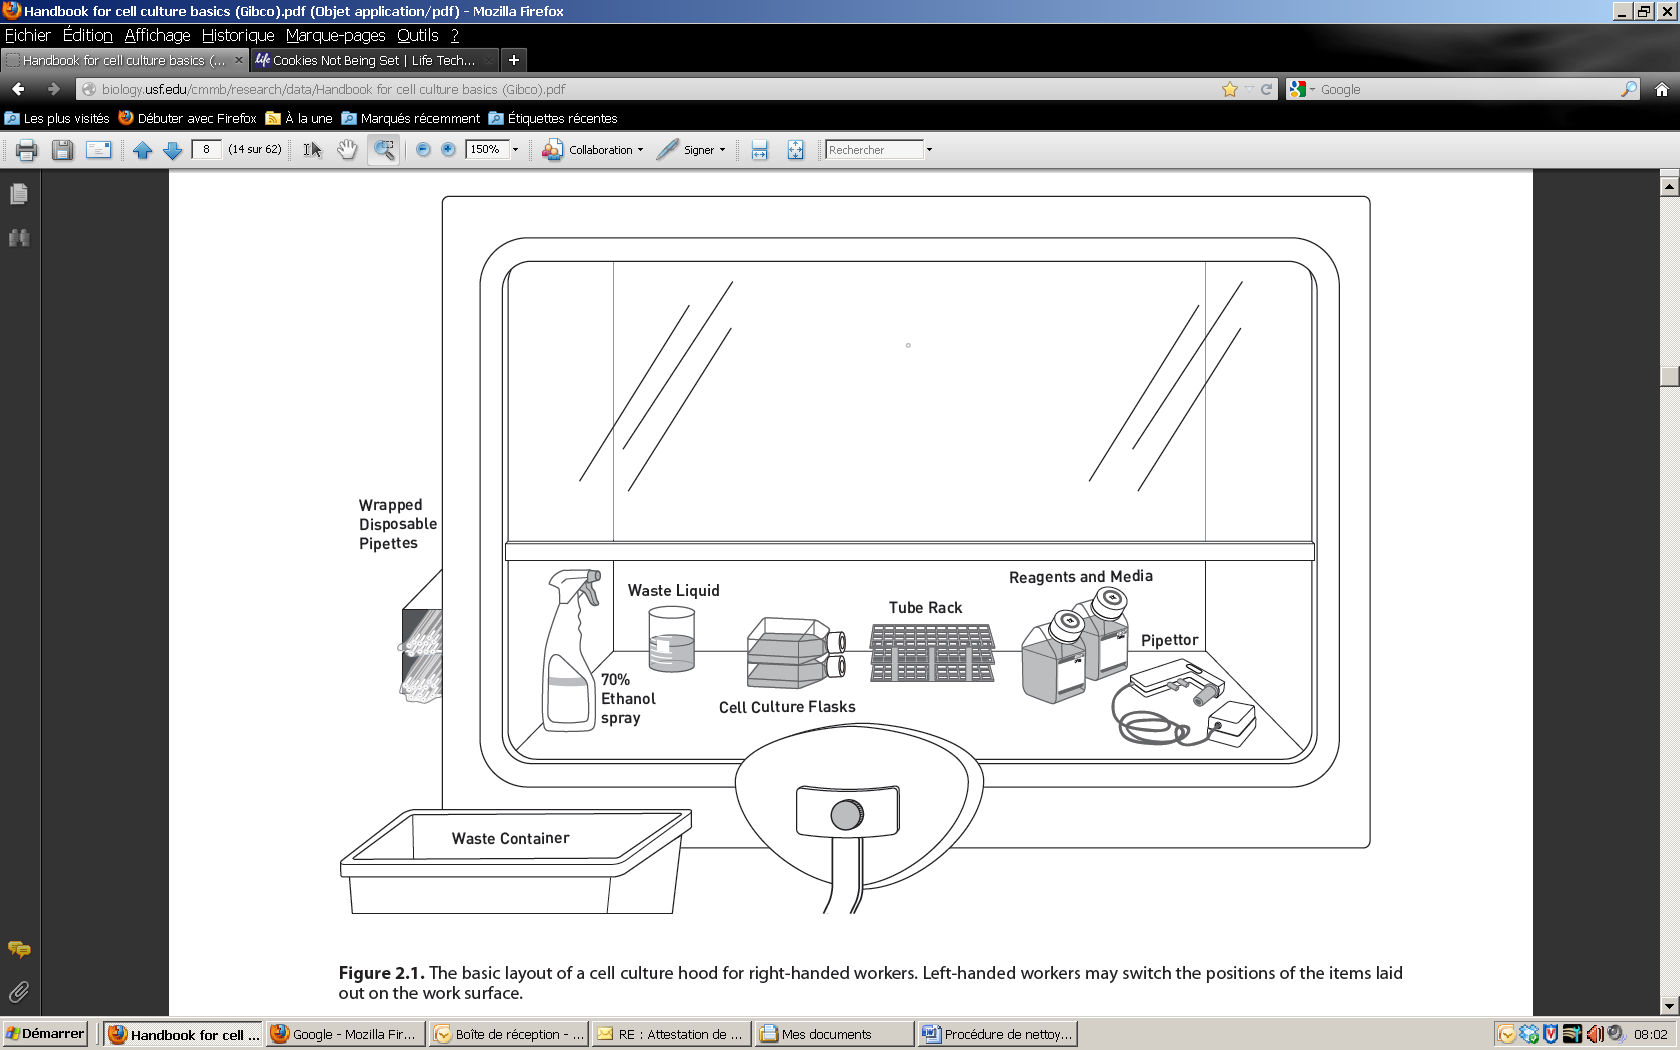 Handbook for cell culture basics (Gibco).pdf (Objet application/pdf) - Mozilla Firefox
Fichier Édition Affichage Historique Marque-pages Outils ?
Handbook for cell culture basics (... Cookies Not Being Set | Life Tech...
biology.usf.edu/cmmb/research/data/Handbook for cell culture basics (Gibco).pdf Google
Les plus visités Débuter avec Firefox À la une Marqués récemment Étiquettes récentes
8 (14 sur 62) 150% Collaboration Signer Rechercher
Wrapped
Disposable
Pipettes
Waste Liquid
70%
Ethanol
spray
Cell Culture Flasks
Tube Rack
Reagents and Media
Pipettor
Waste Container
Figure 2.1. The basic layout of a cell culture hood for right-handed workers. Left-handed workers may switch the positions of the items laid
out on the work surface.
Démarrer Handbook for cell ... Google - Mozilla Fir... Boîte de réception - ... RE : Attestation de ... Mes documents Procédure de nettoy... 08:02